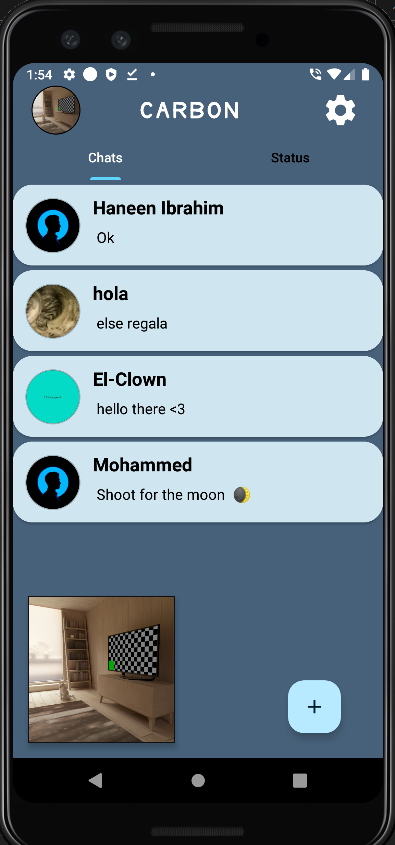 1:54
CARBON
Chats
Status
Haneen Ibrahim
Ok
hola
else regala
El-Clown
hello there <3
Mohammed
Shoot for the moon 🌒
+